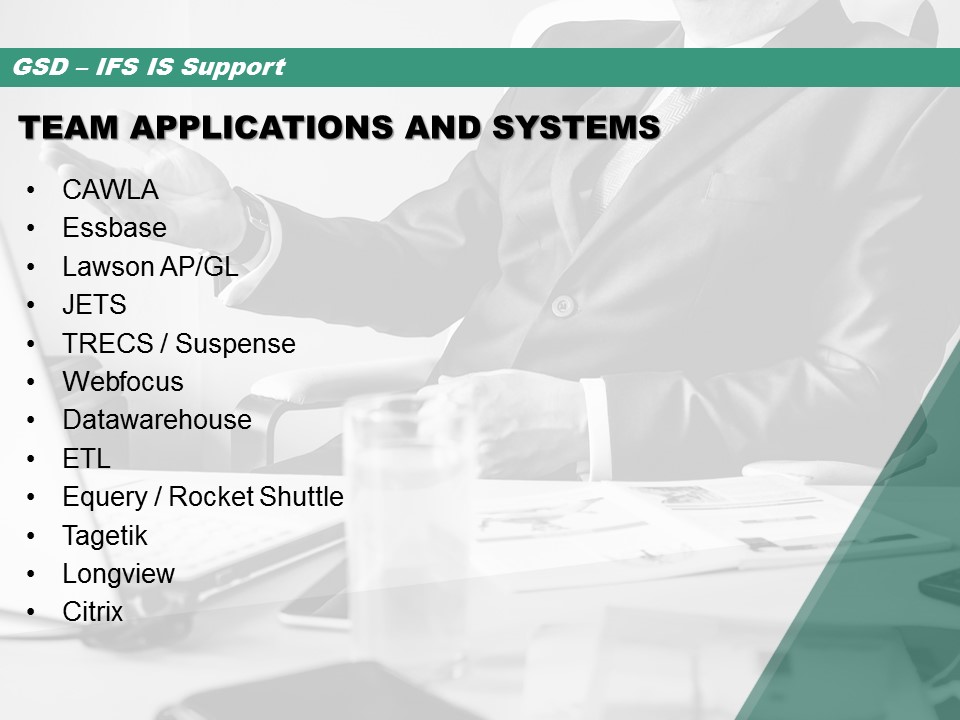 GSD – IFS IS Support
TEAM APPLICATIONS AND SYSTEMS
• CAWLA
• Essbase
• Lawson AP/GL
• JETS
• TRECS / Suspense
• Webfocus
• Datawarehouse
• ETL
• Equery / Rocket Shuttle
• Tagetik
• Longview
• Citrix